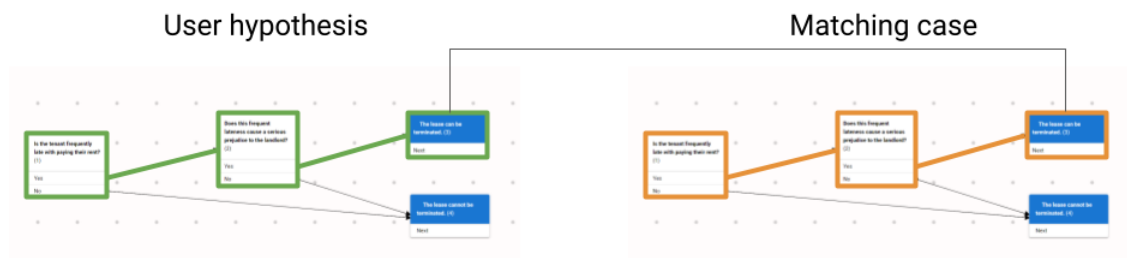 User hypothesis
Is the tenant frequently
late with paying their rent?
(1)
Yes
No
Does this frequent
lateness cause a serious
prejudice to the landlord?
(2)
Yes
No
The lease can be
terminated. (3)
Next
The lease cannot be
terminated. (4)
Next
Matching case
Is the tenant frequently
late with paying their rent?
(1)
Yes
No
Does this frequent
lateness cause a serious
prejudice to the landlord?
(2)
Yes
No
The lease can be
terminated. (3)
Next
The lease cannot be
terminated. (4)
Next